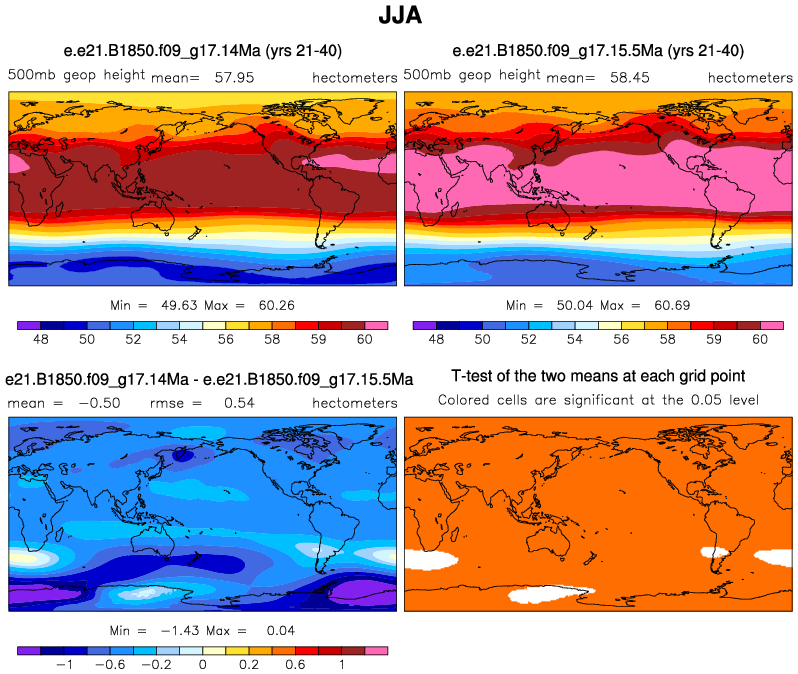 JJA
e.e21.B1850.f09_g17.14Ma (yrs 21-40)
500mb geop height mean= 57.95 hectometers
Min = 49.63 Max = 60.26
48 50 52 54 56 58 59 60
e.e21.B1850.f09_g17.15.5Ma (yrs 21-40)
500mb geop height mean= 58.45 hectometers
Min = 50.04 Max = 60.69
48 50 52 54 56 58 59 60
e21.B1850.f09_g17.14Ma - e.e21.B1850.f09_g17.15.5Ma
mean = -0.50 rmse = 0.54 hectometers
Min = -1.43 Max = 0.04
-1 -0.6 -0.2 0 0.2 0.6 1
T-test of the two means at each grid point
Colored cells are significant at the 0.05 level